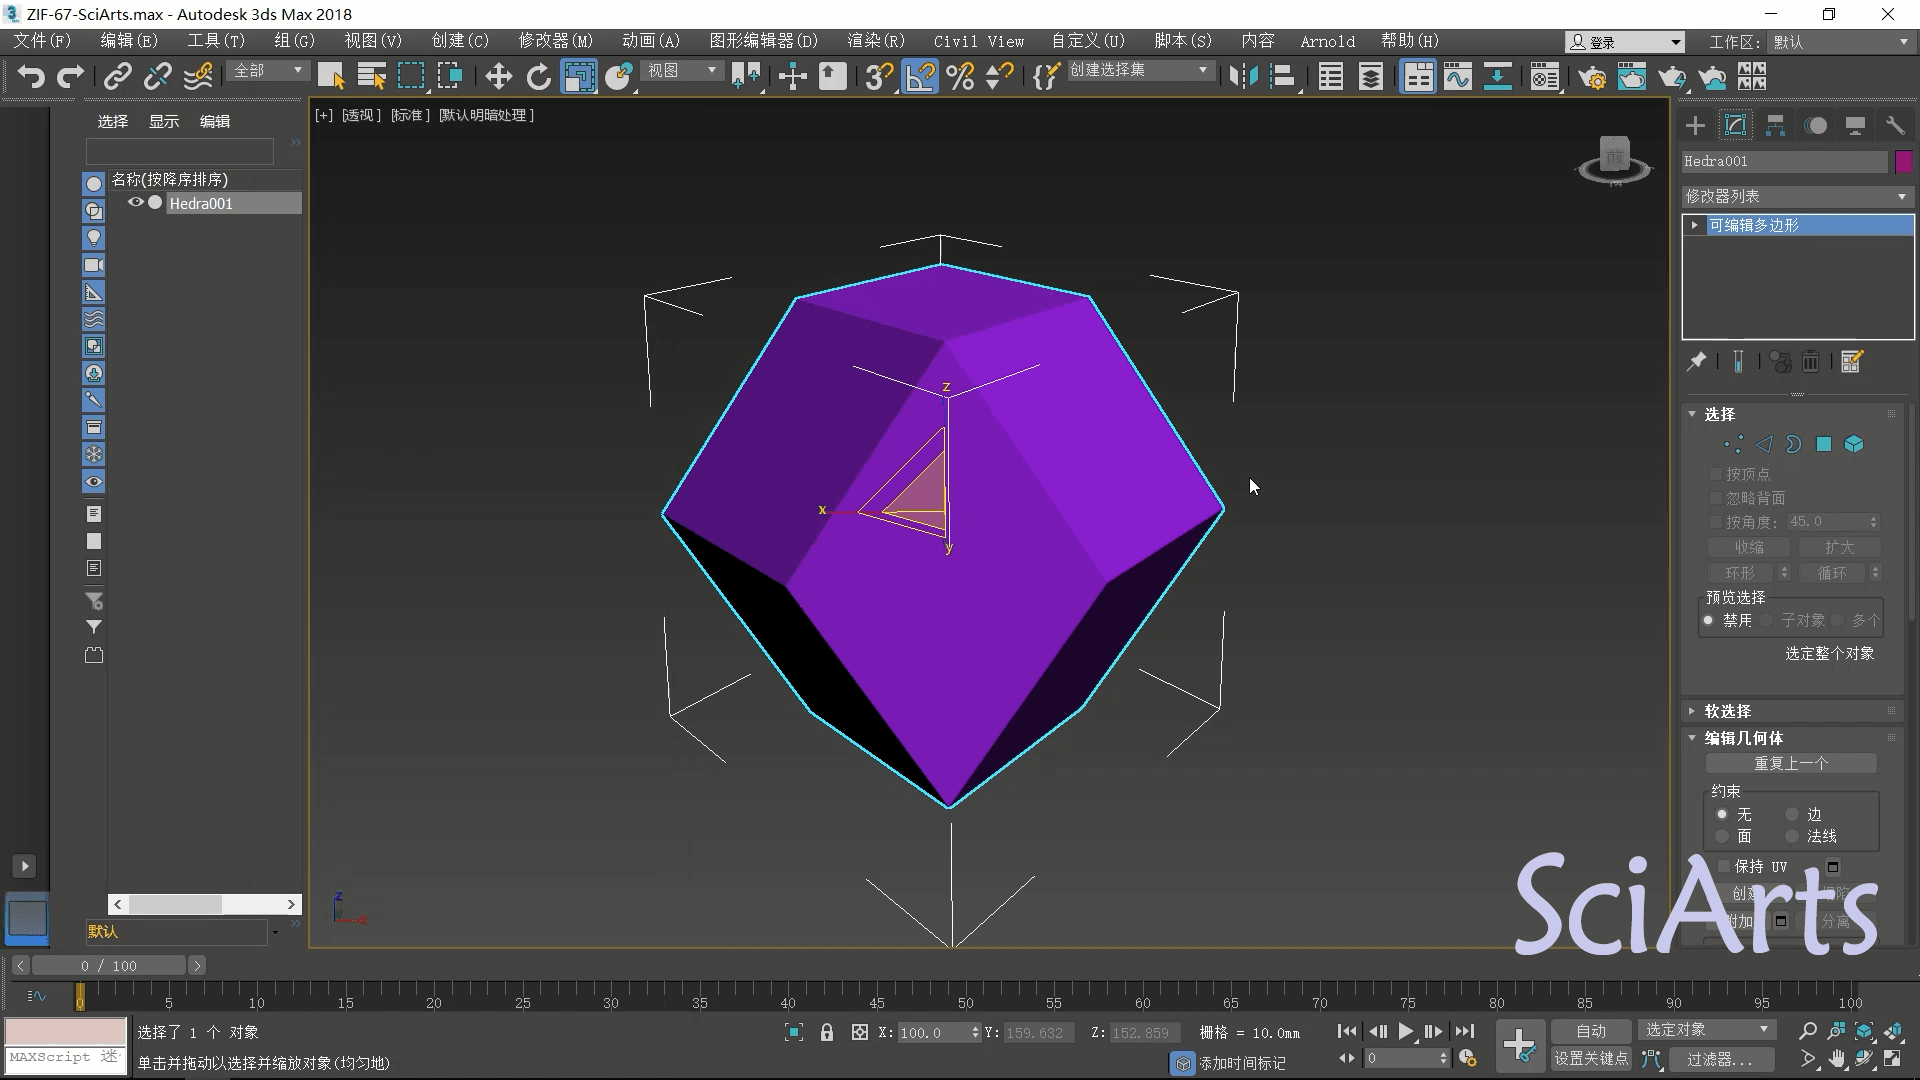 ZIF-67-SciArts.max - Autodesk 3ds Max 2018
文件(F) 编辑(E) 工具(T) 组(G) 视图(V) 创建(C) 修改器(M) 动画(A) 图形编辑器(D) 渲染(R) Civil View 自定义(U) 脚本(S) 内容 Arnold 帮助(H) 登录 工作区: 默认
全部 视图 创建选择集
选择 显示 编辑
[+] [透视] [标准] [默认明暗处理]
前
Hedra001
名称(按降序排序)
Hedra001
修改器列表
可编辑多边形
z
x
y
选择
按顶点
忽略背面
按角度: 45.0
收缩 扩大
环形 循环
预览选择
禁用 子对象 多个
选定整个对象
软选择
编辑几何体
重复上一个
约束
无 边
面 法线
保持 UV
附加 分离
SciArts
默认
0 / 100
0 5 10 15 20 25 30 35 40 45 50 55 60 65 70 75 80 85 90 95 100
选择了 1 个 对象 X: 100.0 Y: 159.632 Z: 152.859 栅格 = 10.0mm 自动 选定对象
MAXScript 迷 单击并拖动以选择并缩放对象(均匀地) 添加时间标记 0 设置关键点 过滤器...